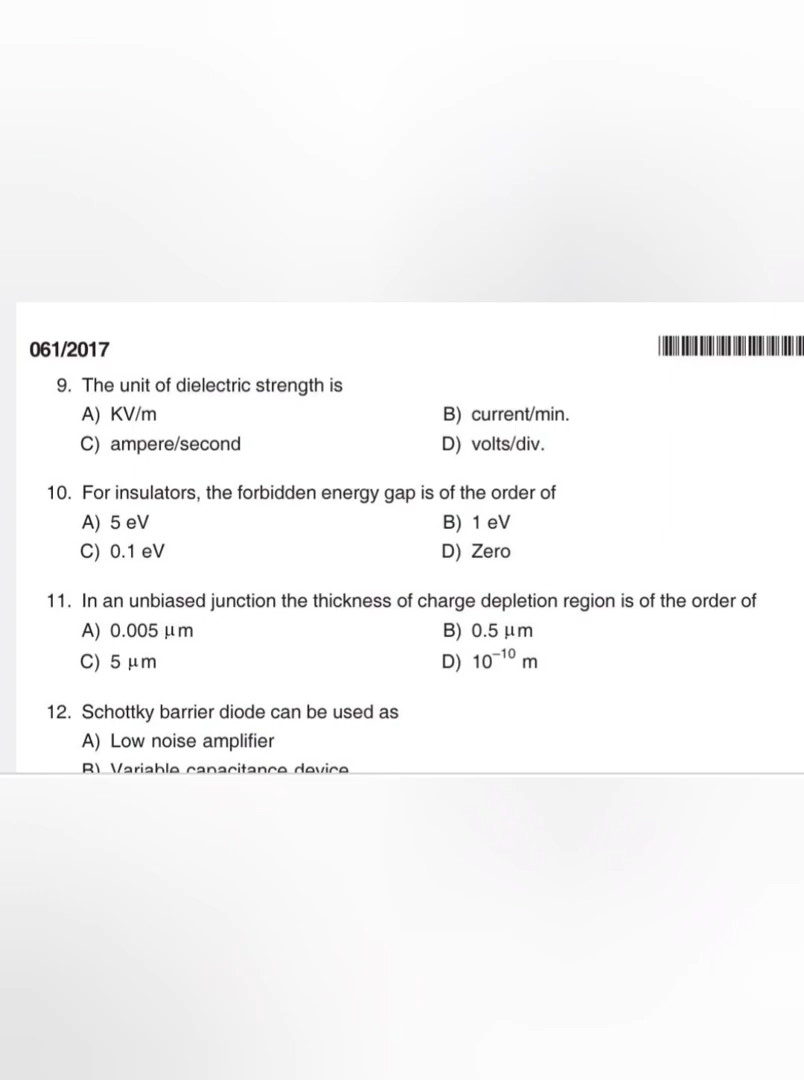 061/2017
9. The unit of dielectric strength is
A) KV/m B) current/min.
C) ampere/second D) volts/div.
10. For insulators, the forbidden energy gap is of the order of
A) 5 eV B) 1 eV
C) 0.1 eV D) Zero
11. In an unbiased junction the thickness of charge depletion region is of the order of
A) 0.005 μm B) 0.5 μm
C) 5 μm D) 10⁻¹⁰ m
12. Schottky barrier diode can be used as
A) Low noise amplifier
B) Variable capacitance device